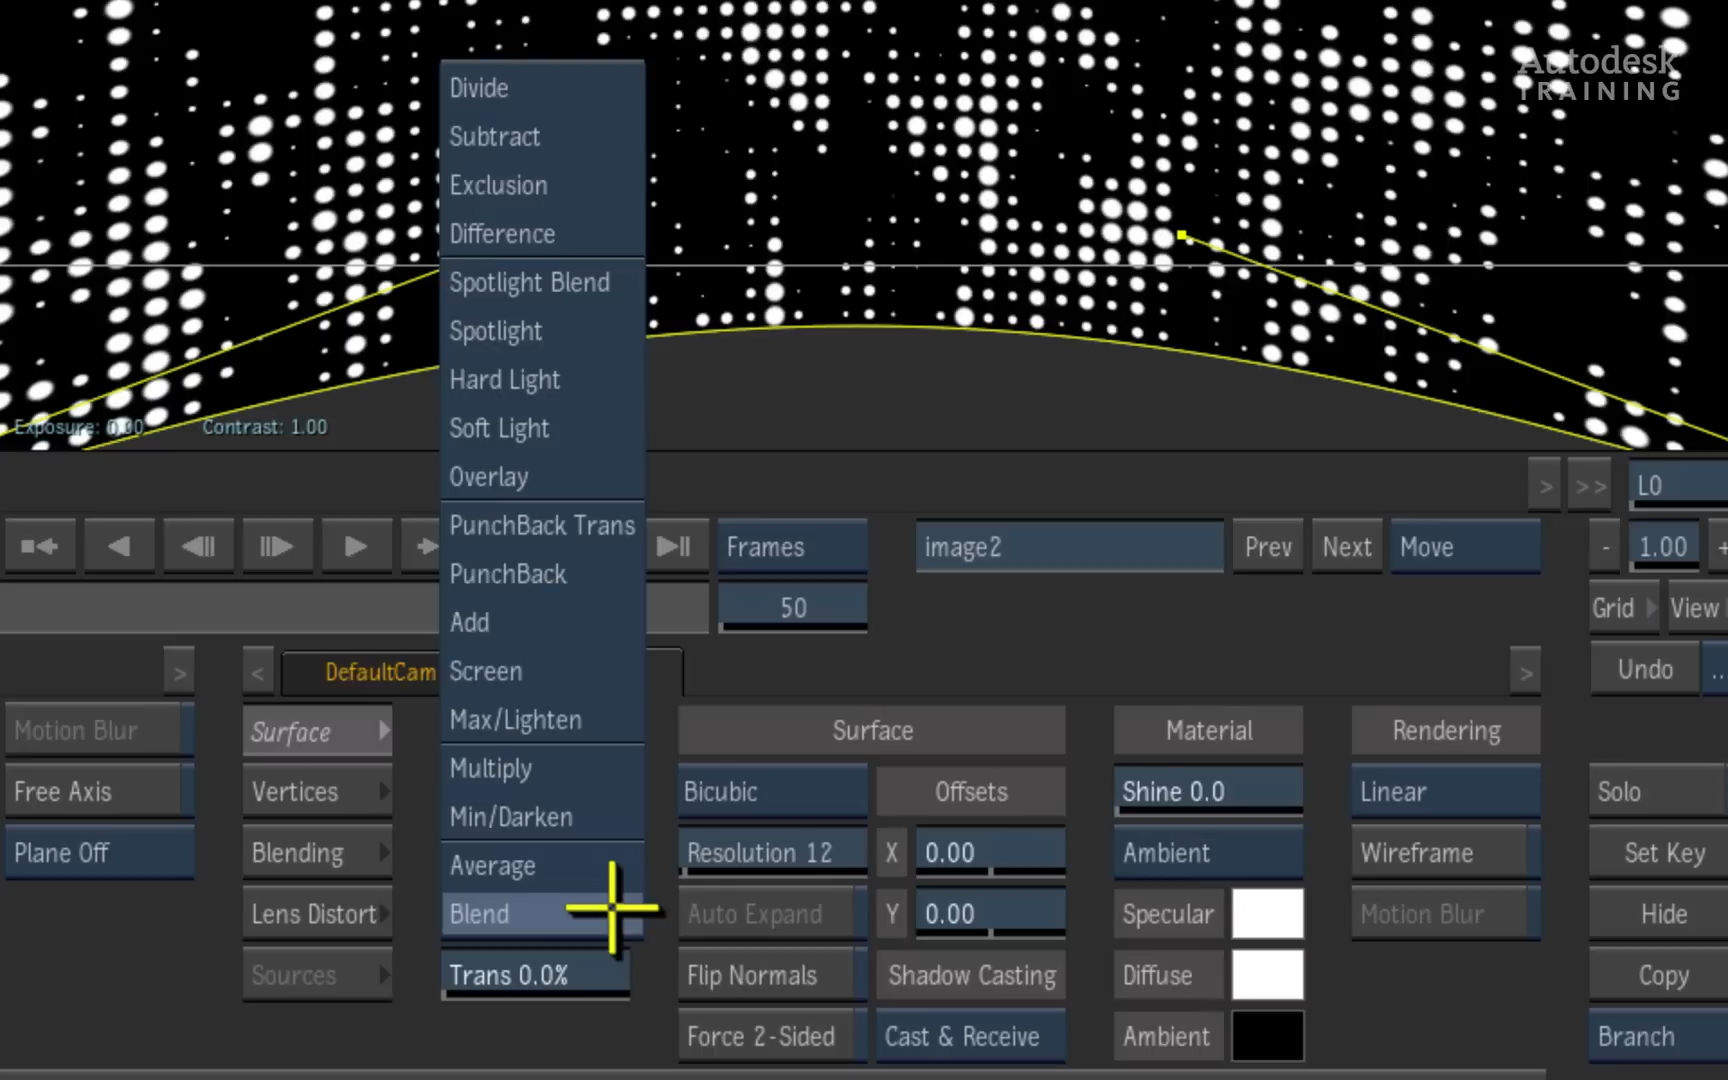 Autodesk
TRAINING
Divide
Subtract
Exclusion
Difference
Spotlight Blend
Spotlight
Hard Light
Soft Light
Overlay
PunchBack Trans
PunchBack
Add
Screen
Max/Lighten
Multiply
Min/Darken
Average
Blend
Trans 0.0%
Exposure: 0.00 Contrast: 1.00
> >> L0
Frames image2 Prev Next Move - 1.00 +
50 Grid View
> < DefaultCam > Undo ..
Motion Blur Surface Surface Material Rendering
Free Axis Vertices Bicubic Offsets Shine 0.0 Linear Solo
Plane Off Blending Resolution 12 X 0.00 Ambient Wireframe Set Key
Lens Distort Auto Expand Y 0.00 Specular Motion Blur Hide
Sources Flip Normals Shadow Casting Diffuse Copy
Force 2-Sided Cast & Receive Ambient Branch